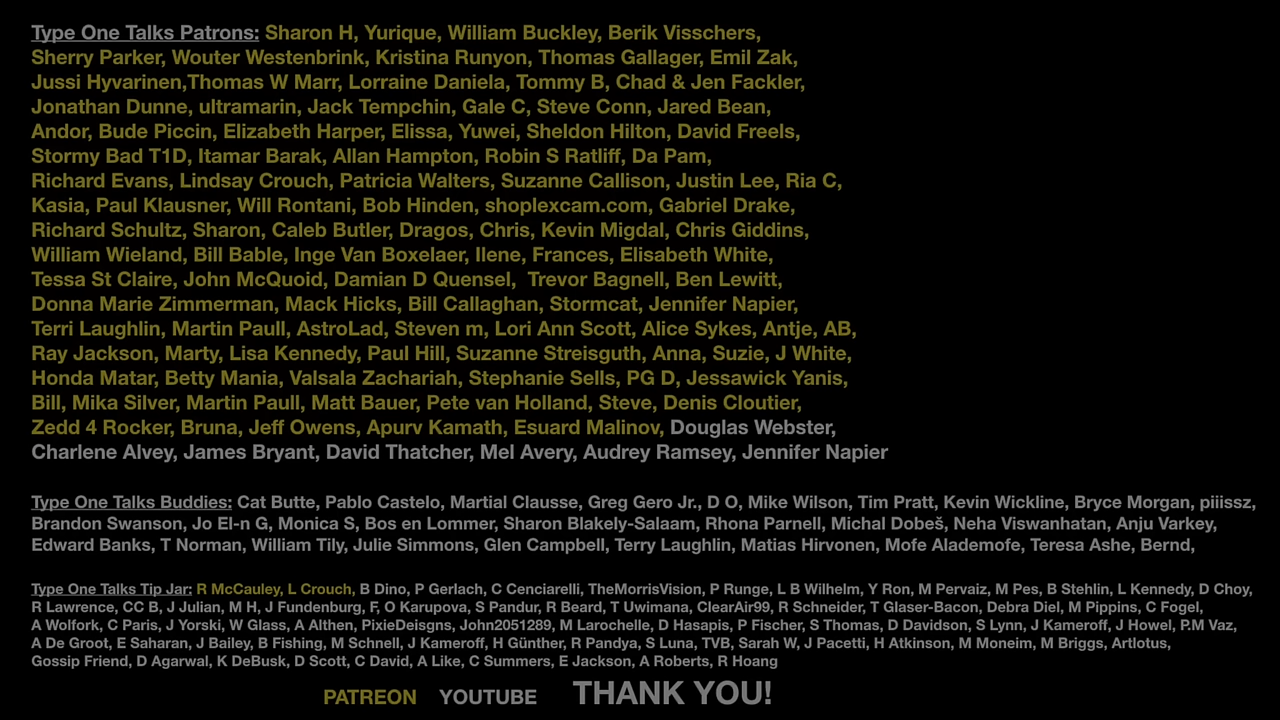 Type One Talks Patrons: Sharon H, Yurique, William Buckley, Berik Visschers,
Sherry Parker, Wouter Westenbrink, Kristina Runyon, Thomas Gallager, Emil Zak,
Jussi Hyvarinen,Thomas W Marr, Lorraine Daniela, Tommy B, Chad & Jen Fackler,
Jonathan Dunne, ultramarin, Jack Tempchin, Gale C, Steve Conn, Jared Bean,
Andor, Bude Piccin, Elizabeth Harper, Elissa, Yuwei, Sheldon Hilton, David Freels,
Stormy Bad T1D, Itamar Barak, Allan Hampton, Robin S Ratliff, Da Pam,
Richard Evans, Lindsay Crouch, Patricia Walters, Suzanne Callison, Justin Lee, Ria C,
Kasia, Paul Klausner, Will Rontani, Bob Hinden, shoplexcam.com, Gabriel Drake,
Richard Schultz, Sharon, Caleb Butler, Dragos, Chris, Kevin Migdal, Chris Giddins,
William Wieland, Bill Bable, Inge Van Boxelaer, Ilene, Frances, Elisabeth White,
Tessa St Claire, John McQuoid, Damian D Quensel,  Trevor Bagnell, Ben Lewitt,
Donna Marie Zimmerman, Mack Hicks, Bill Callaghan, Stormcat, Jennifer Napier,
Terri Laughlin, Martin Paull, AstroLad, Steven m, Lori Ann Scott, Alice Sykes, Antje, AB,
Ray Jackson, Marty, Lisa Kennedy, Paul Hill, Suzanne Streisguth, Anna, Suzie, J White,
Honda Matar, Betty Mania, Valsala Zachariah, Stephanie Sells, PG D, Jessawick Yanis,
Bill, Mika Silver, Martin Paull, Matt Bauer, Pete van Holland, Steve, Denis Cloutier,
Zedd 4 Rocker, Bruna, Jeff Owens, Apurv Kamath, Esuard Malinov, Douglas Webster,
Charlene Alvey, James Bryant, David Thatcher, Mel Avery, Audrey Ramsey, Jennifer Napier
Type One Talks Buddies: Cat Butte, Pablo Castelo, Martial Clausse, Greg Gero Jr., D O, Mike Wilson, Tim Pratt, Kevin Wickline, Bryce Morgan, piiissz,
Brandon Swanson, Jo El-n G, Monica S, Bos en Lommer, Sharon Blakely-Salaam, Rhona Parnell, Michal Dobeš, Neha Viswanhatan, Anju Varkey,
Edward Banks, T Norman, William Tily, Julie Simmons, Glen Campbell, Terry Laughlin, Matias Hirvonen, Mofe Alademofe, Teresa Ashe, Bernd,
Type One Talks Tip Jar: R McCauley, L Crouch, B Dino, P Gerlach, C Cenciarelli, TheMorrisVision, P Runge, L B Wilhelm, Y Ron, M Pervaiz, M Pes, B Stehlin, L Kennedy, D Choy,
R Lawrence, CC B, J Julian, M H, J Fundenburg, F, O Karupova, S Pandur, R Beard, T Uwimana, ClearAir99, R Schneider, T Glaser-Bacon, Debra Diel, M Pippins, C Fogel,
A Wolfork, C Paris, J Yorski, W Glass, A Althen, PixieDeisgns, John2051289, M Larochelle, D Hasapis, P Fischer, S Thomas, D Davidson, S Lynn, J Kameroff, J Howel, P.M Vaz,
A De Groot, E Saharan, J Bailey, B Fishing, M Schnell, J Kameroff, H Günther, R Pandya, S Luna, TVB, Sarah W, J Pacetti, H Atkinson, M Moneim, M Briggs, Artlotus,
Gossip Friend, D Agarwal, K DeBusk, D Scott, C David, A Like, C Summers, E Jackson, A Roberts, R Hoang
PATREON YOUTUBE THANK YOU!